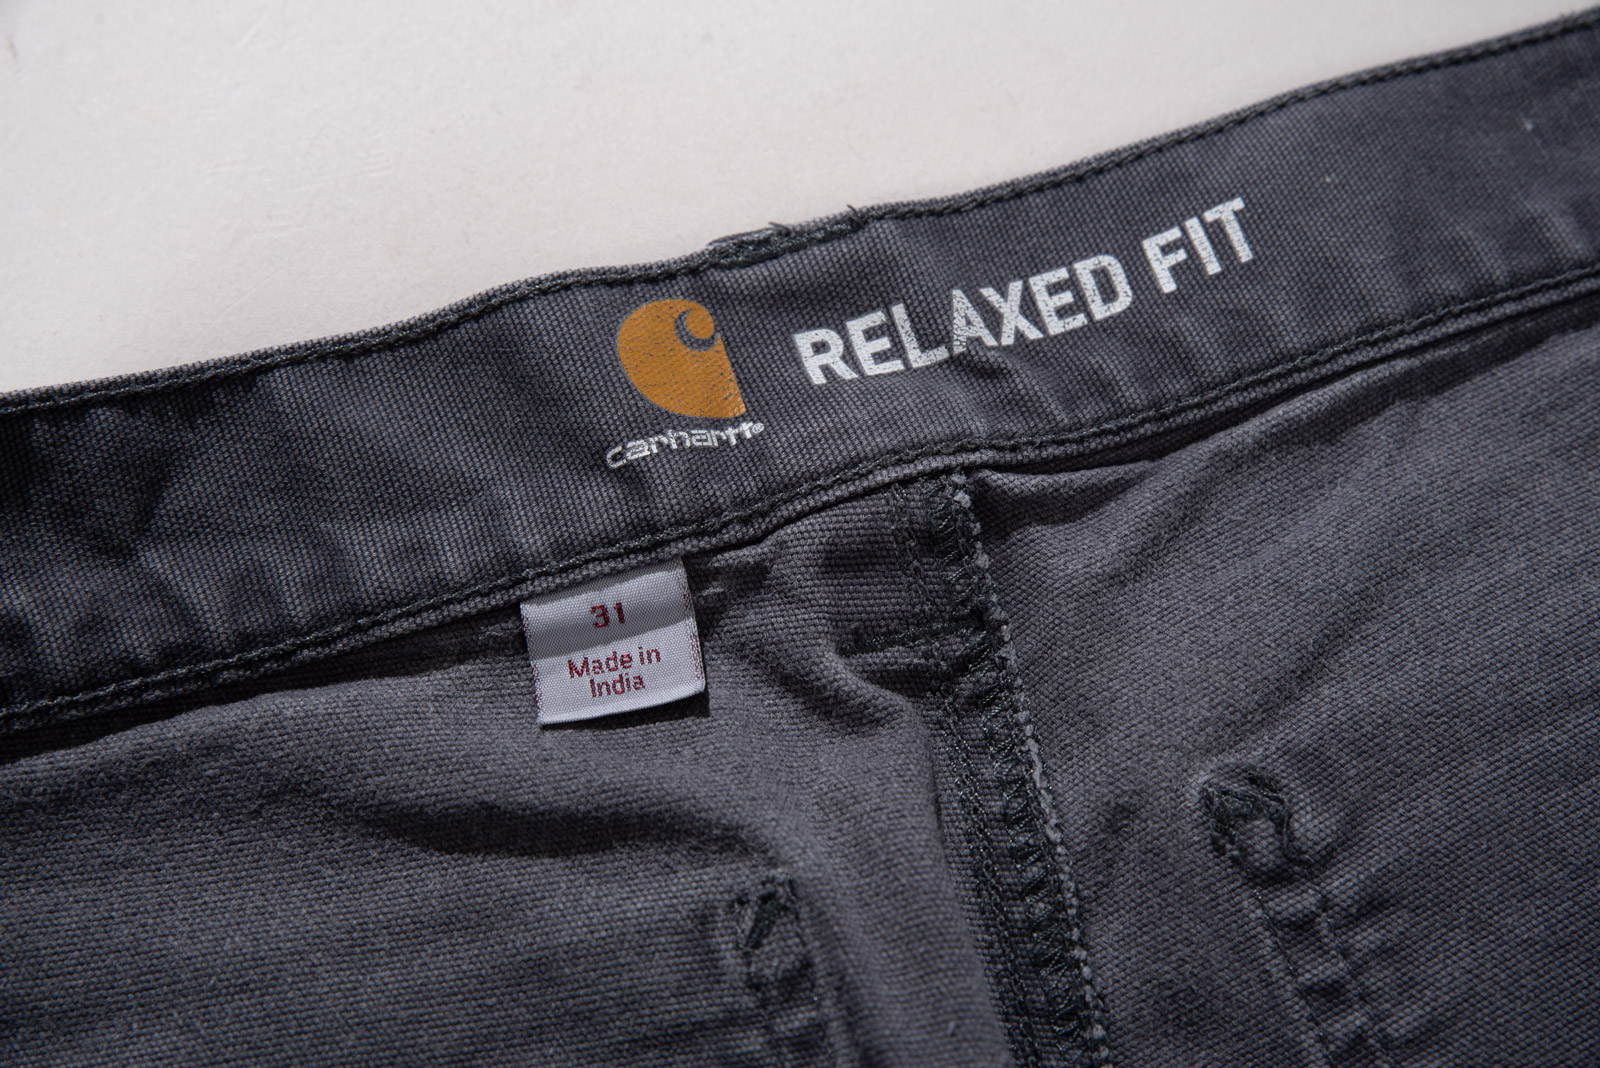 RELAXED FIT
carhartt®
31
Made in
India